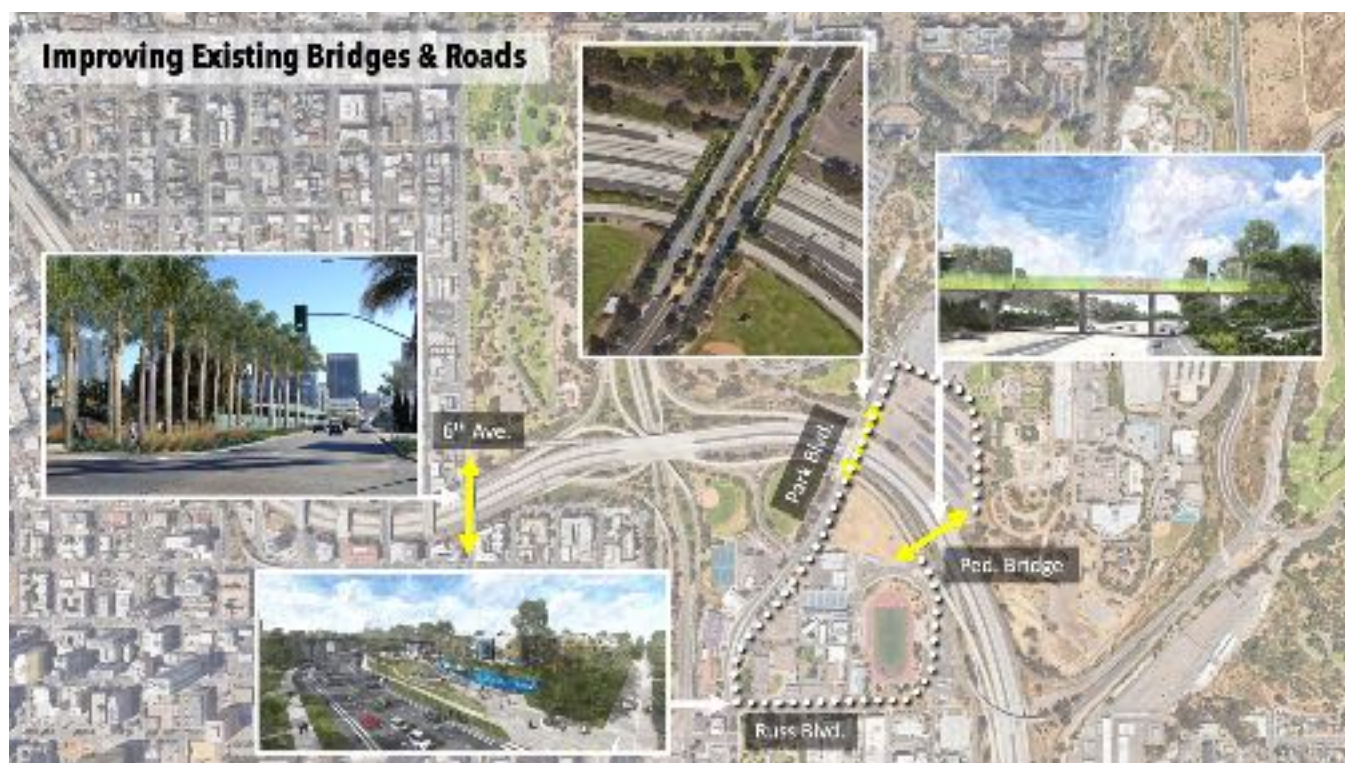 Improving Existing Bridges & Roads
6th Ave.
Park Blvd.
Ped. Bridge
Russ Blvd.